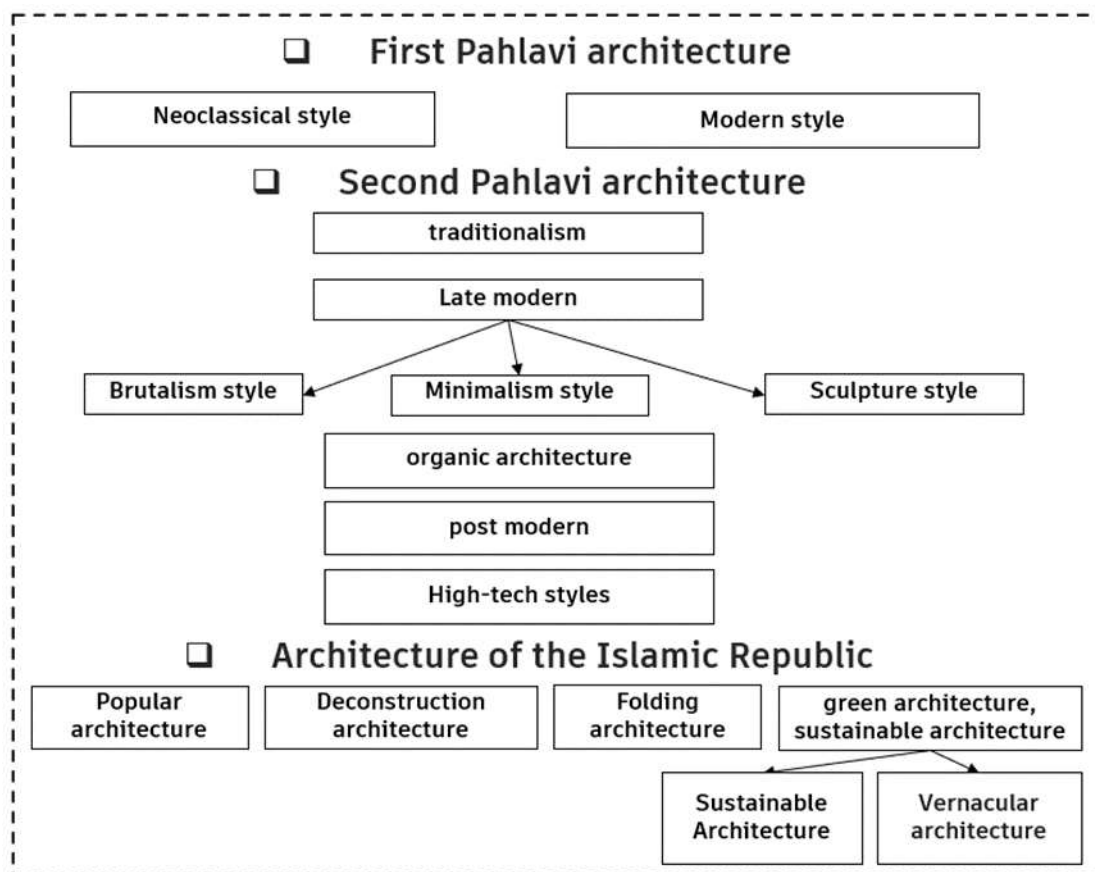 ❑ First Pahlavi architecture
Neoclassical style
Modern style
❑ Second Pahlavi architecture
traditionalism
Late modern
Brutalism style
Minimalism style
Sculpture style
organic architecture
post modern
High-tech styles
❑ Architecture of the Islamic Republic
Popular
architecture
Deconstruction
architecture
Folding
architecture
green architecture,
sustainable architecture
Sustainable
Architecture
Vernacular
architecture